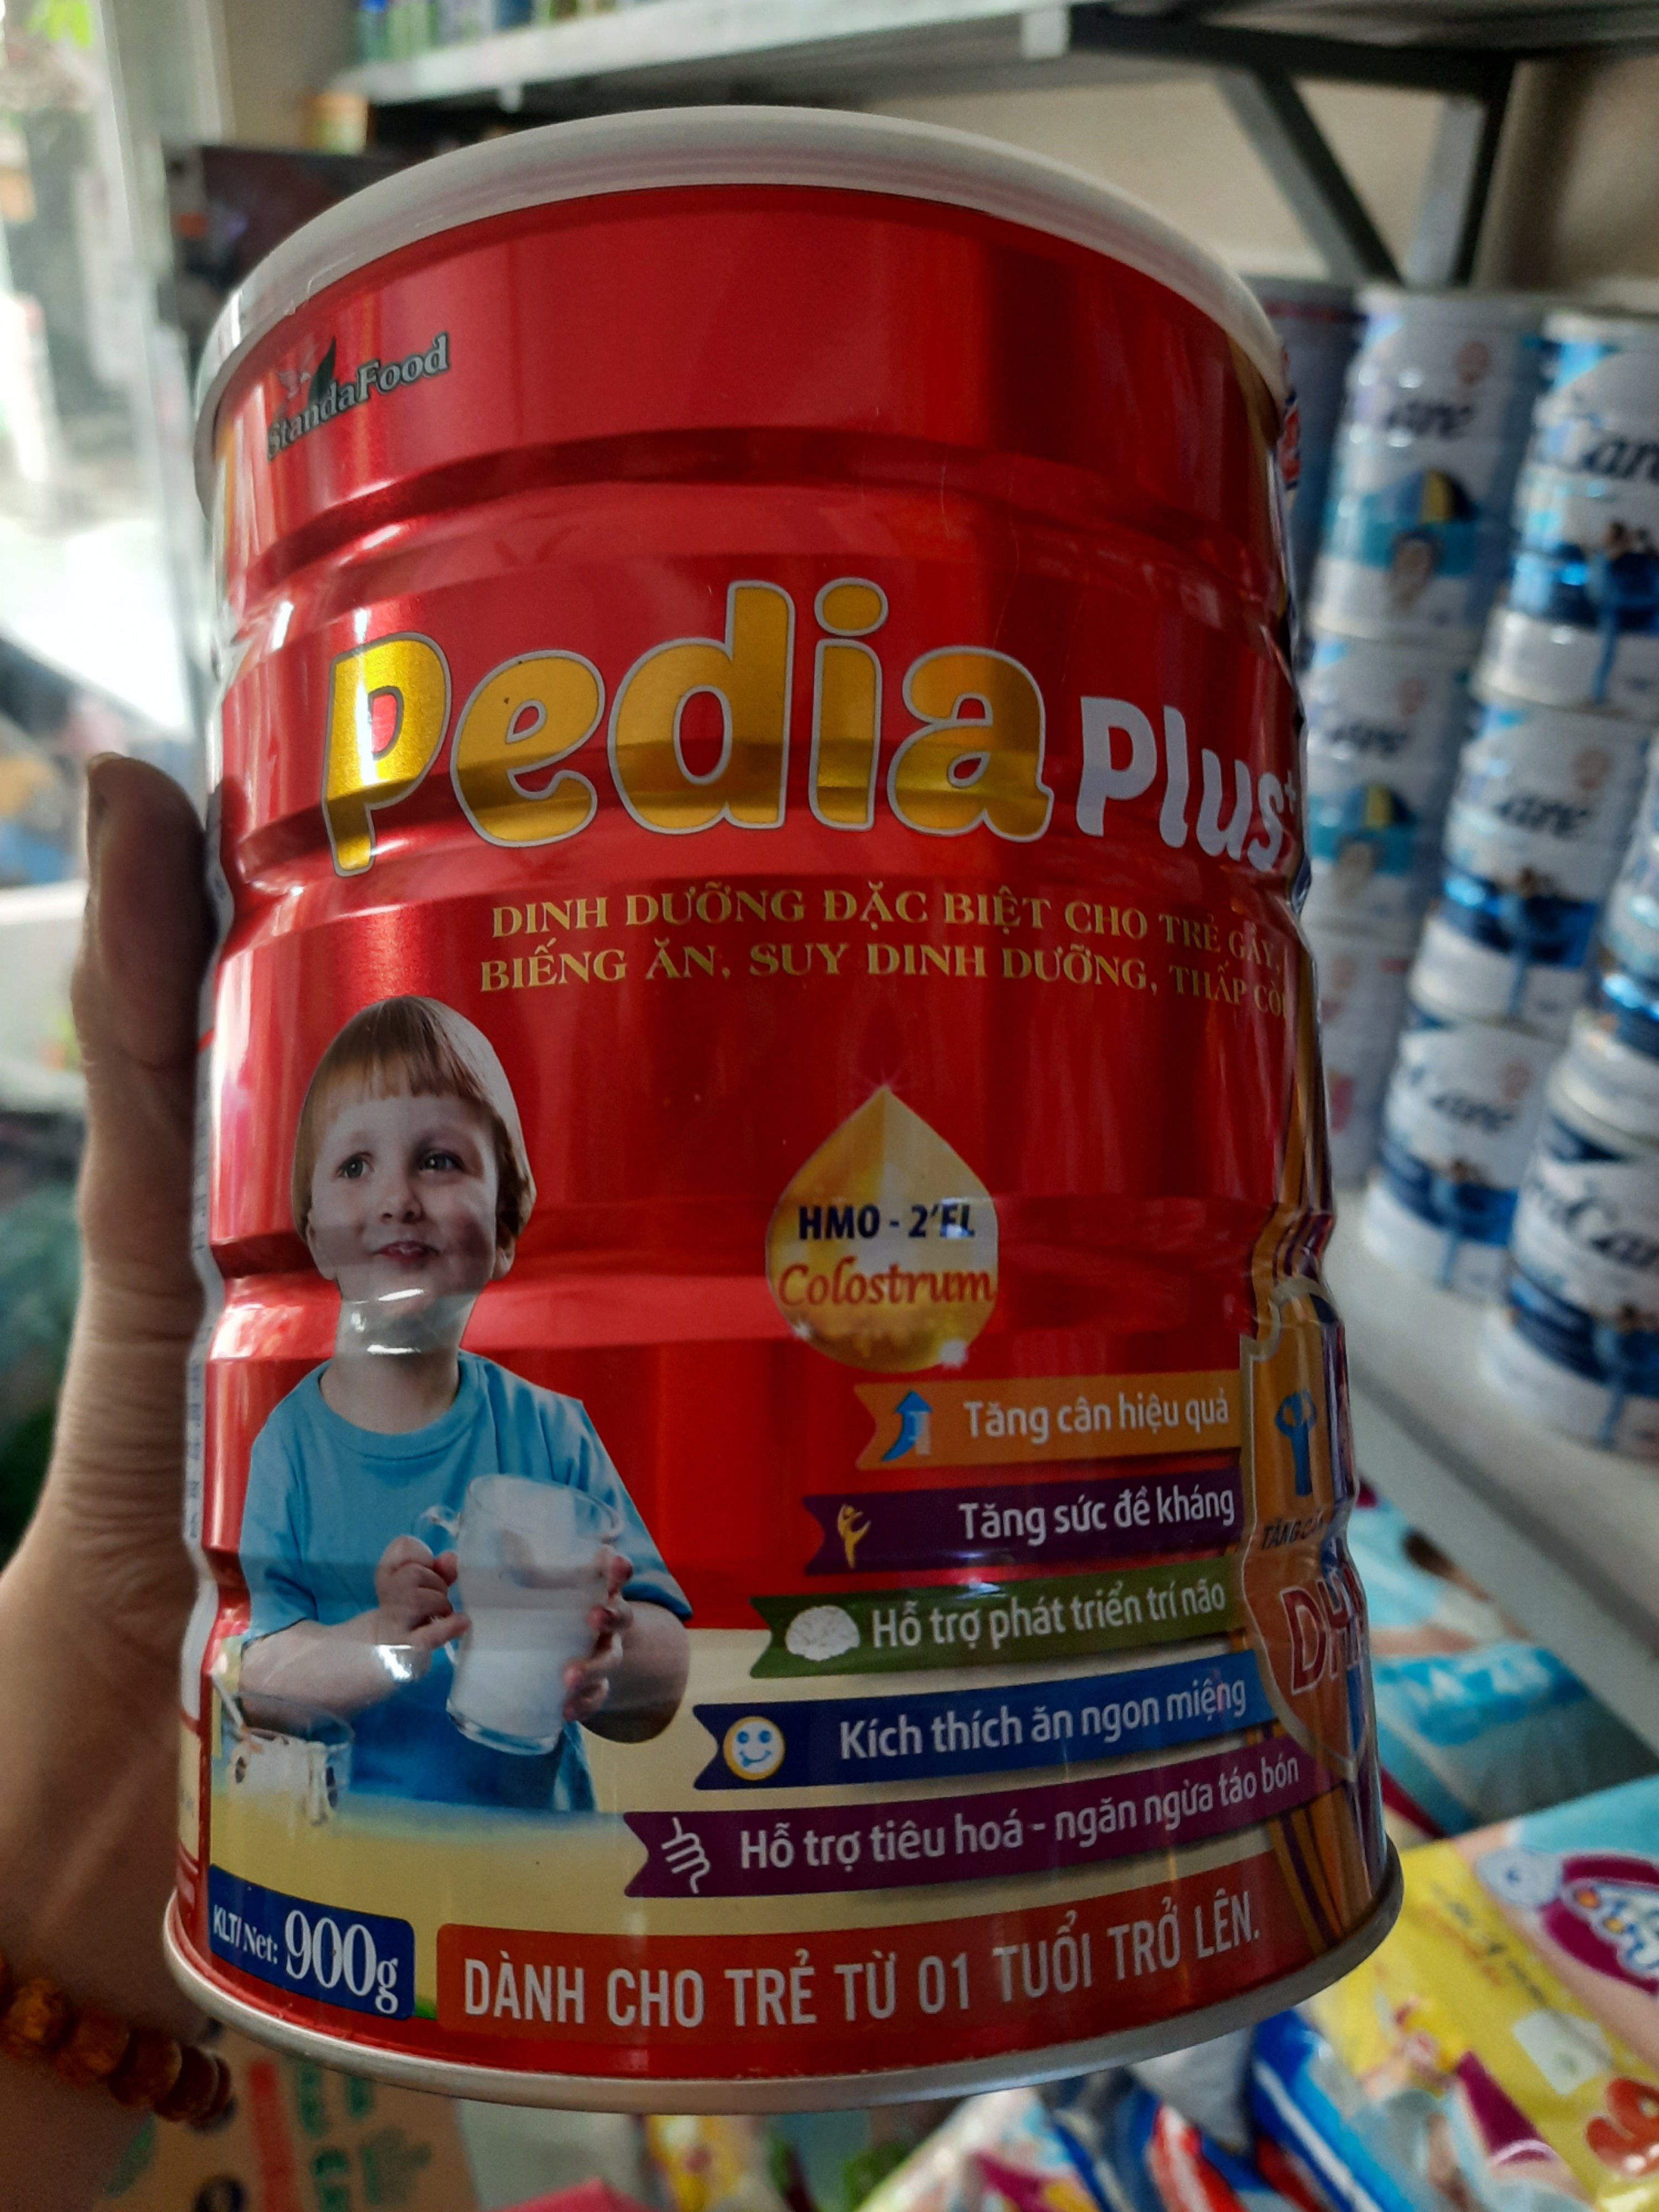 StandaFood
Pedia Plus+
DINH DƯỠNG ĐẶC BIỆT CHO TRẺ GẦY,
BIẾNG ĂN, SUY DINH DƯỠNG, THẤP CÒI
HMO - 2'FL
Colostrum
Tăng cân hiệu quả
Tăng sức đề kháng
Hỗ trợ phát triển trí não
Kích thích ăn ngon miệng
Hỗ trợ tiêu hoá - ngăn ngừa táo bón
KLT/ Net: 900g
DÀNH CHO TRẺ TỪ 01 TUỔI TRỞ LÊN.